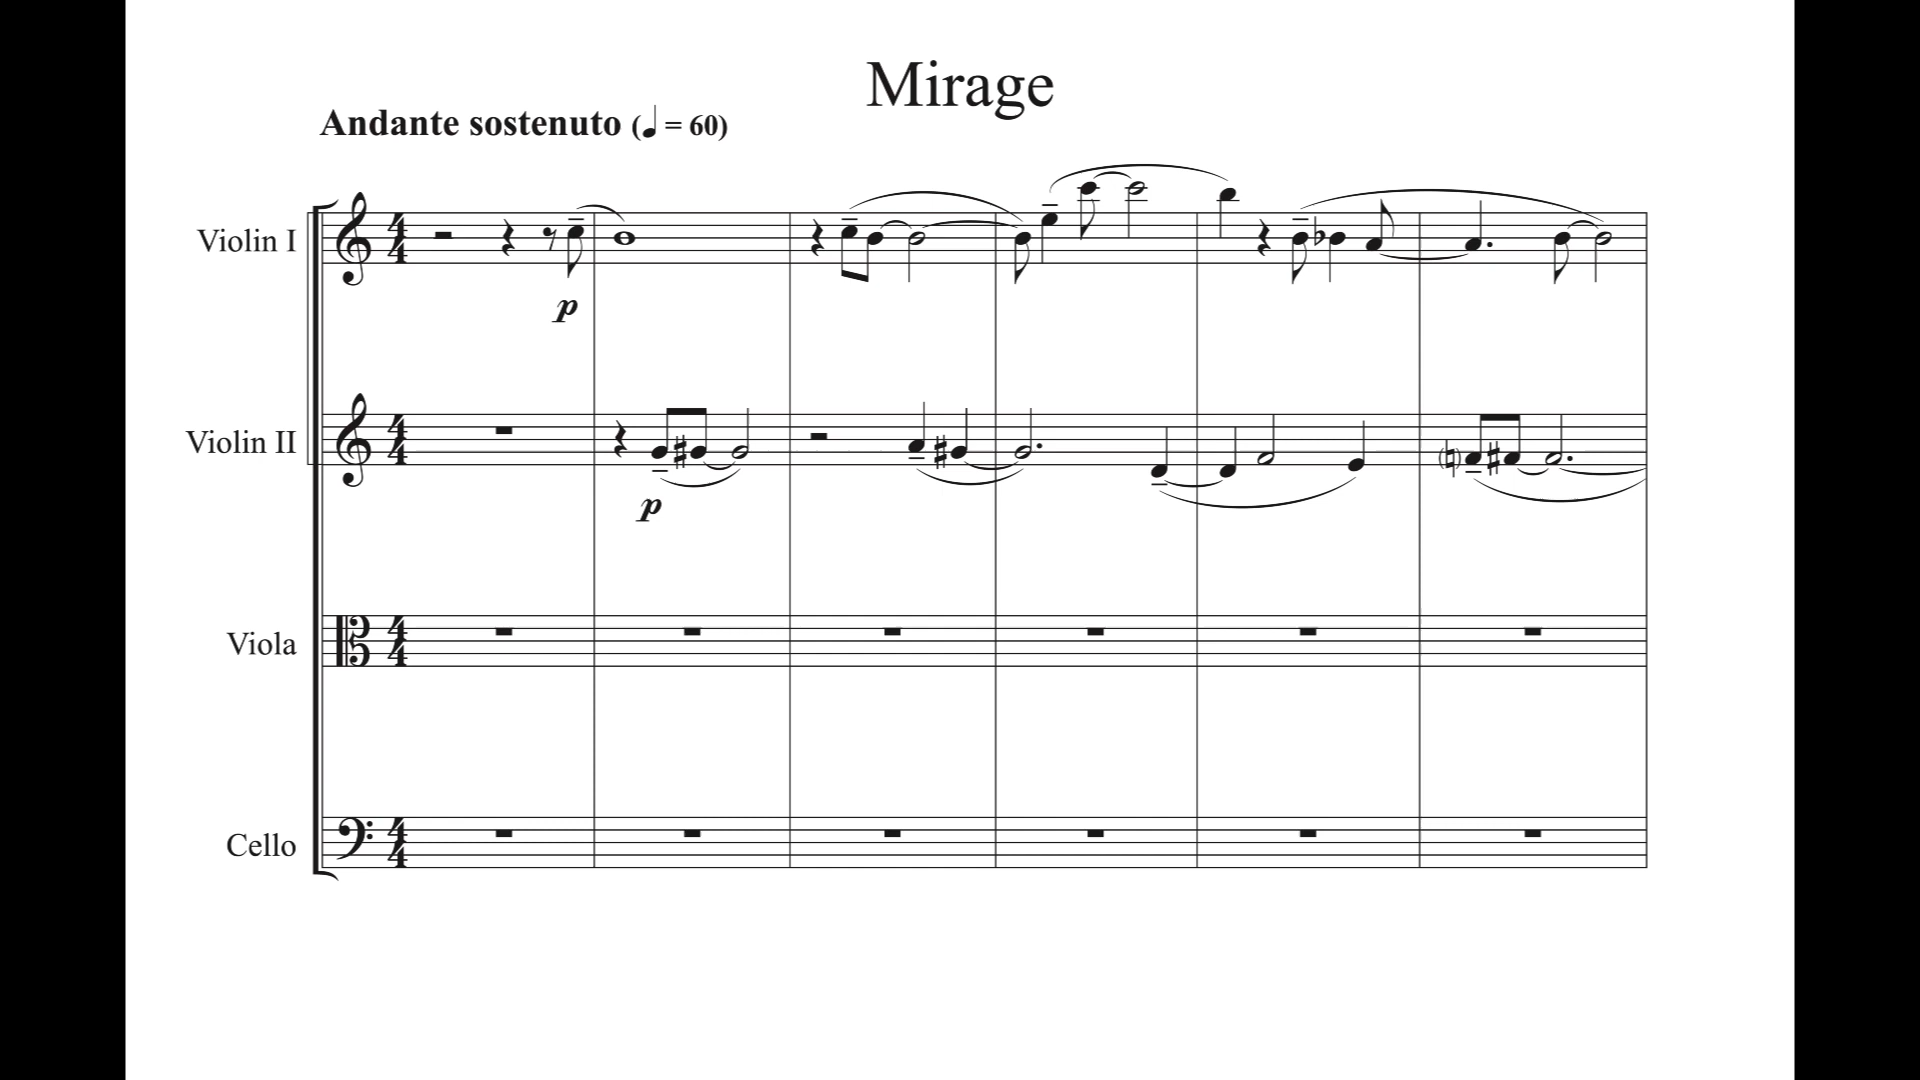 Mirage
Andante sostenuto (♩ = 60)
Violin I
p
Violin II
p
Viola
Cello